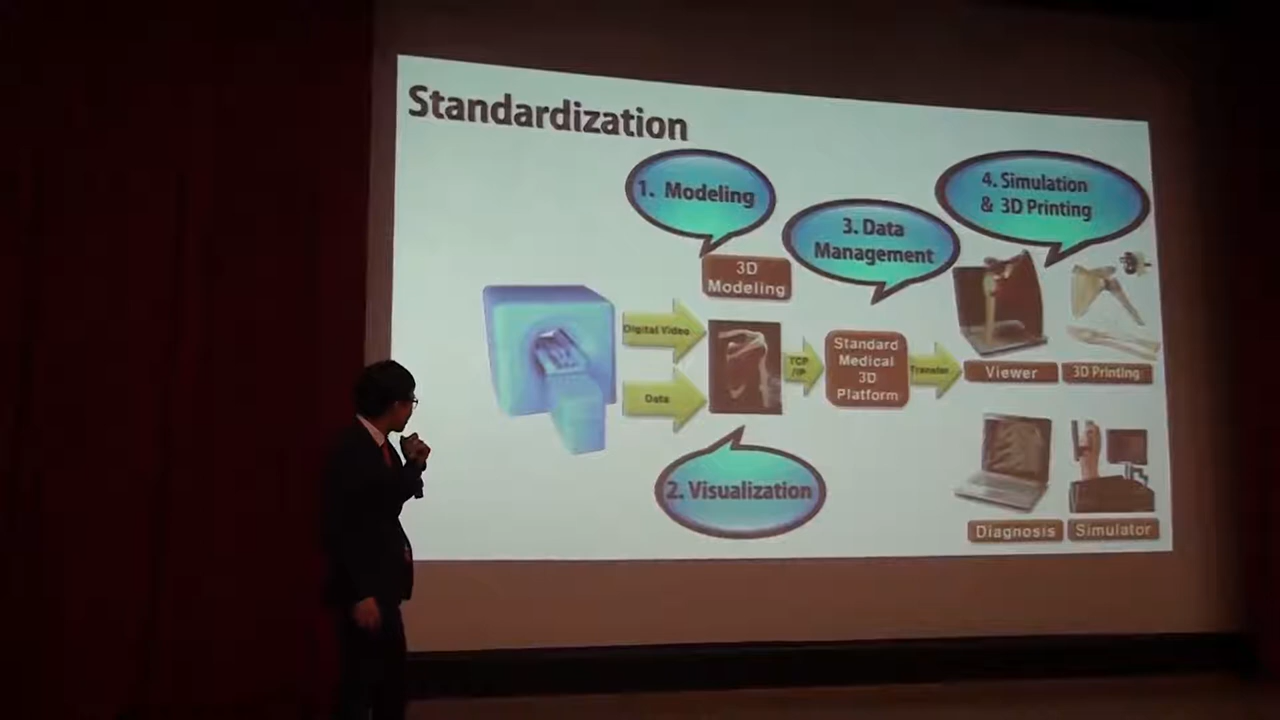 Standardization
1. Modeling
4. Simulation
& 3D Printing
3. Data
Management
3D
Modeling
Digital Video
Data
TCP
/IP
Standard
Medical
3D
Platform
Transfer
Viewer
3D Printing
2. Visualization
Diagnosis
Simulator